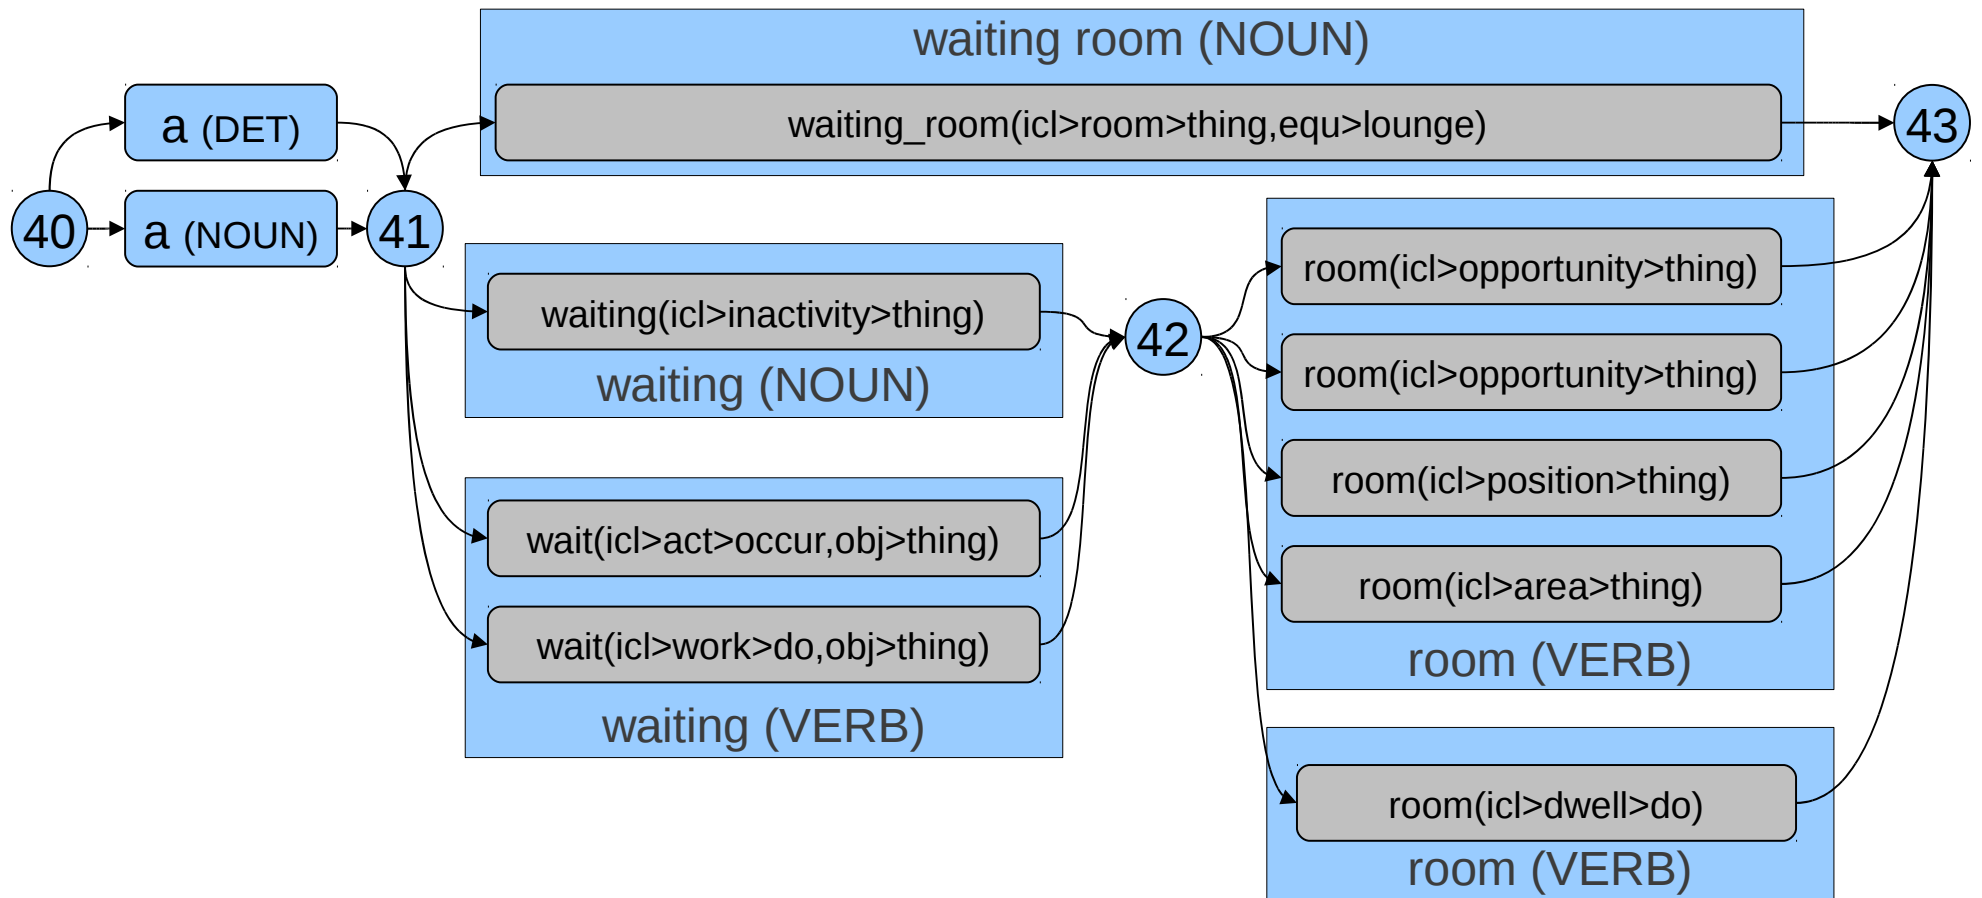 waiting room (NOUN)
waiting_room(icl>room>thing,equ>lounge)
a (DET)
a (NOUN)
40
41
43
waiting(icl>inactivity>thing)
waiting (NOUN)
wait(icl>act>occur,obj>thing)
wait(icl>work>do,obj>thing)
waiting (VERB)
42
room(icl>opportunity>thing)
room(icl>opportunity>thing)
room(icl>position>thing)
room(icl>area>thing)
room (VERB)
room(icl>dwell>do)
room (VERB)